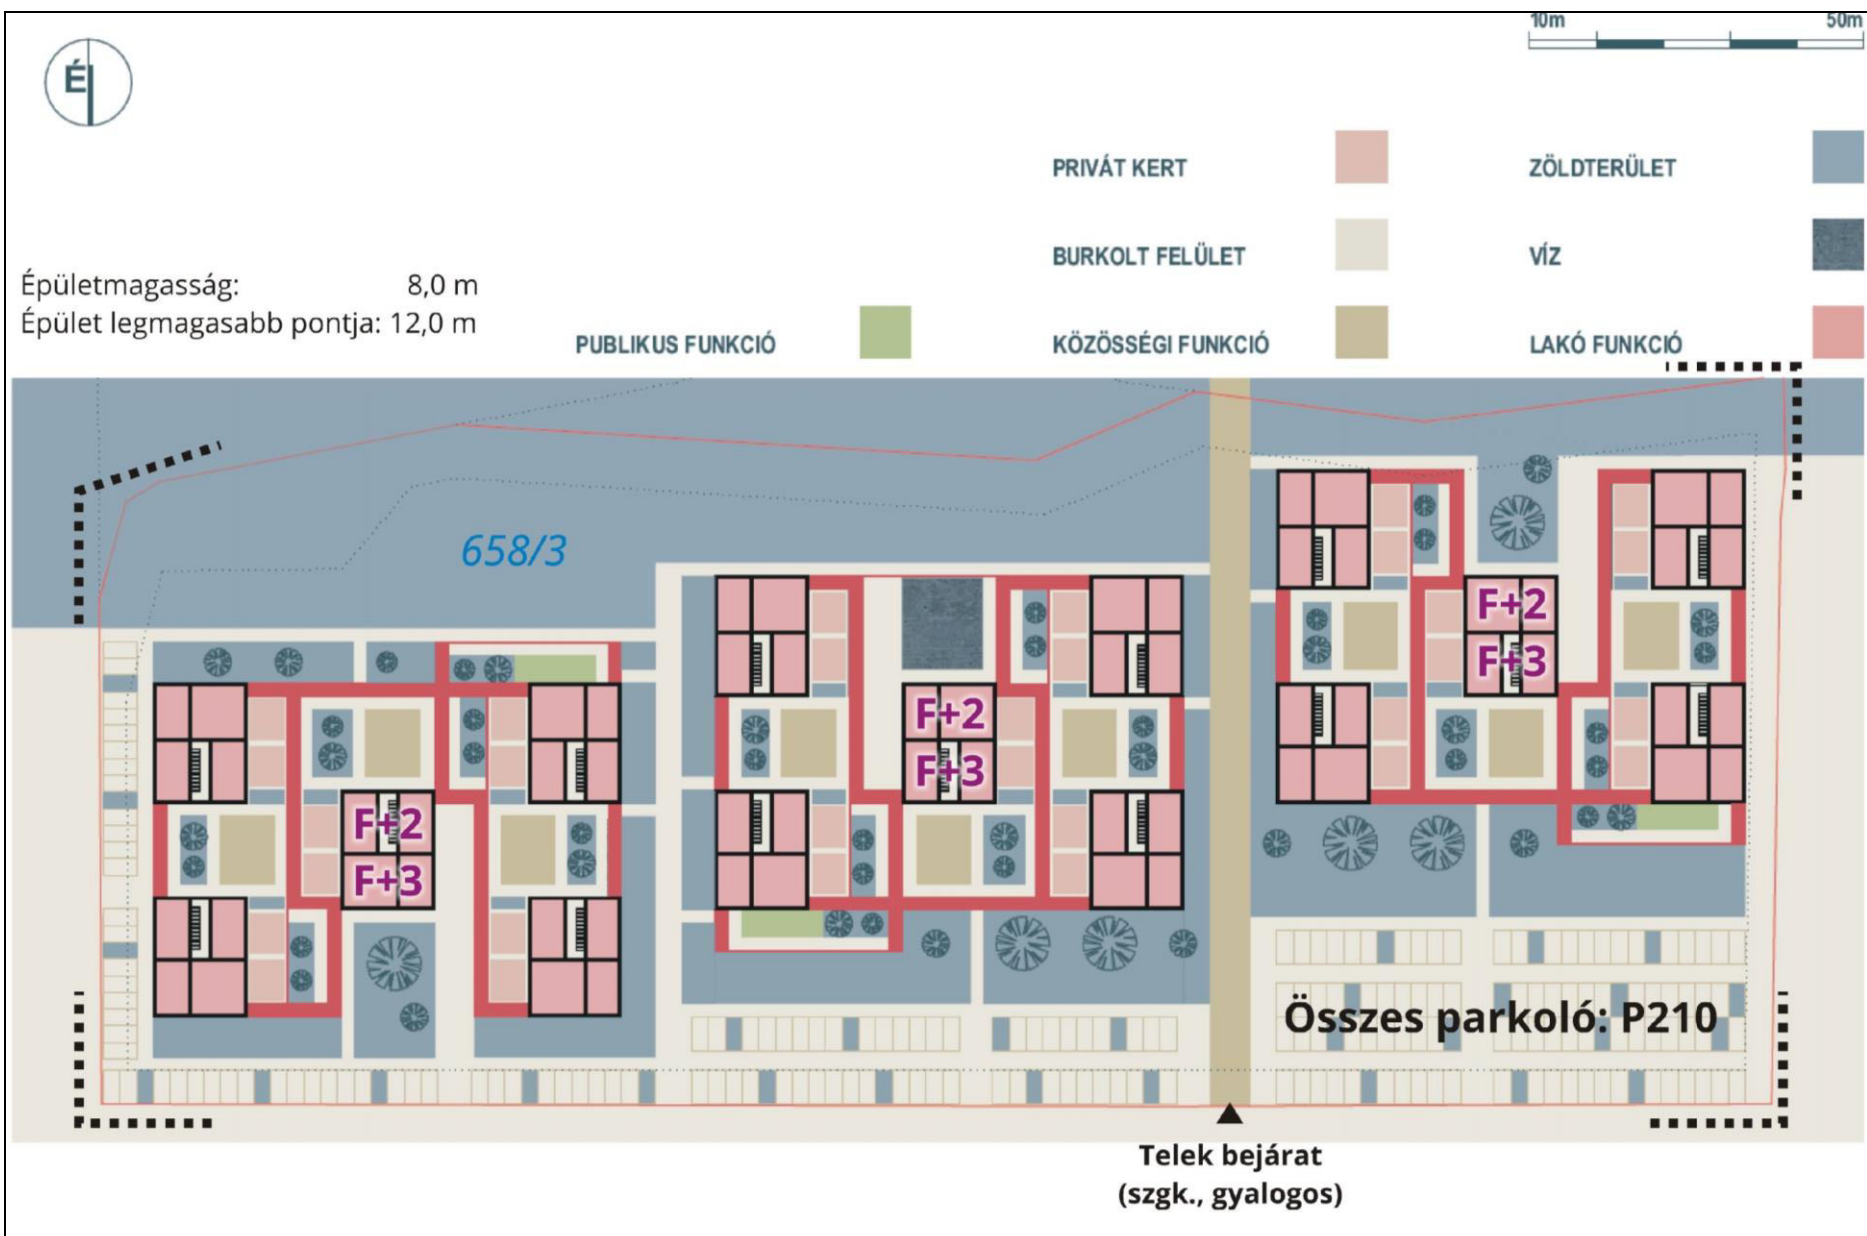 10m 50m
É
PRIVÁT KERT ZÖLDTERÜLET
BURKOLT FELÜLET VÍZ
Épületmagasság: 8,0 m
Épület legmagasabb pontja: 12,0 m
PUBLIKUS FUNKCIÓ KÖZÖSSÉGI FUNKCIÓ LAKÓ FUNKCIÓ
658/3
F+2
F+3
F+2
F+3
F+2
F+3
Összes parkoló: P210
Telek bejárat
(szgk., gyalogos)